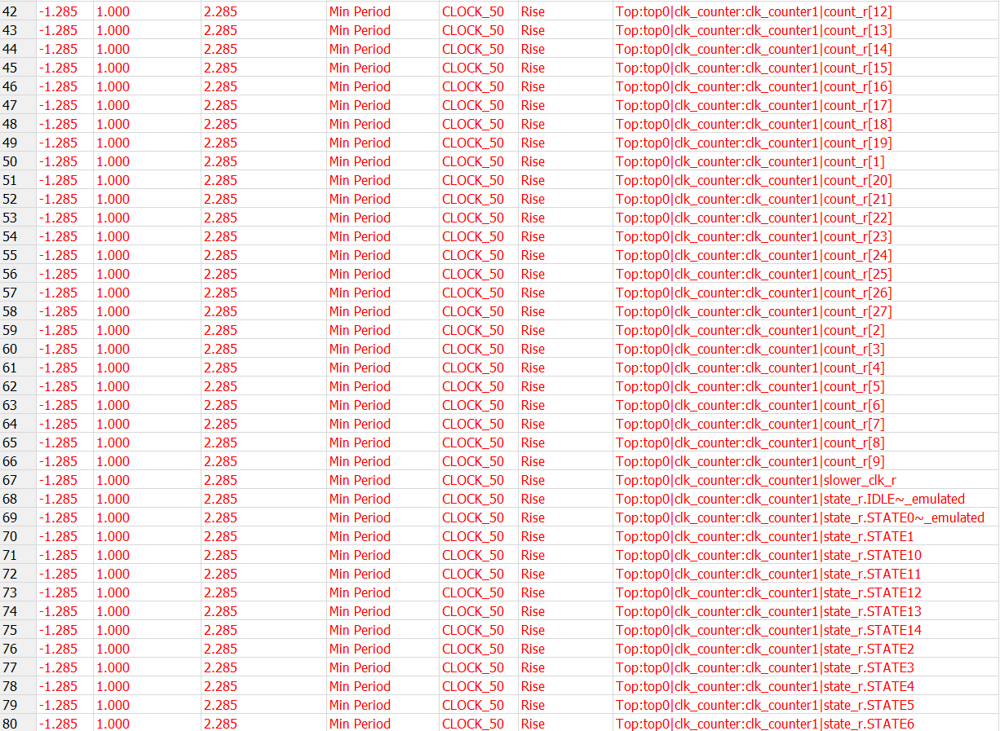 42 -1.285 1.000 2.285 Min Period CLOCK_50 Rise Top:top0|clk_counter:clk_counter1|count_r[12]
43 -1.285 1.000 2.285 Min Period CLOCK_50 Rise Top:top0|clk_counter:clk_counter1|count_r[13]
44 -1.285 1.000 2.285 Min Period CLOCK_50 Rise Top:top0|clk_counter:clk_counter1|count_r[14]
45 -1.285 1.000 2.285 Min Period CLOCK_50 Rise Top:top0|clk_counter:clk_counter1|count_r[15]
46 -1.285 1.000 2.285 Min Period CLOCK_50 Rise Top:top0|clk_counter:clk_counter1|count_r[16]
47 -1.285 1.000 2.285 Min Period CLOCK_50 Rise Top:top0|clk_counter:clk_counter1|count_r[17]
48 -1.285 1.000 2.285 Min Period CLOCK_50 Rise Top:top0|clk_counter:clk_counter1|count_r[18]
49 -1.285 1.000 2.285 Min Period CLOCK_50 Rise Top:top0|clk_counter:clk_counter1|count_r[19]
50 -1.285 1.000 2.285 Min Period CLOCK_50 Rise Top:top0|clk_counter:clk_counter1|count_r[1]
51 -1.285 1.000 2.285 Min Period CLOCK_50 Rise Top:top0|clk_counter:clk_counter1|count_r[20]
52 -1.285 1.000 2.285 Min Period CLOCK_50 Rise Top:top0|clk_counter:clk_counter1|count_r[21]
53 -1.285 1.000 2.285 Min Period CLOCK_50 Rise Top:top0|clk_counter:clk_counter1|count_r[22]
54 -1.285 1.000 2.285 Min Period CLOCK_50 Rise Top:top0|clk_counter:clk_counter1|count_r[23]
55 -1.285 1.000 2.285 Min Period CLOCK_50 Rise Top:top0|clk_counter:clk_counter1|count_r[24]
56 -1.285 1.000 2.285 Min Period CLOCK_50 Rise Top:top0|clk_counter:clk_counter1|count_r[25]
57 -1.285 1.000 2.285 Min Period CLOCK_50 Rise Top:top0|clk_counter:clk_counter1|count_r[26]
58 -1.285 1.000 2.285 Min Period CLOCK_50 Rise Top:top0|clk_counter:clk_counter1|count_r[27]
59 -1.285 1.000 2.285 Min Period CLOCK_50 Rise Top:top0|clk_counter:clk_counter1|count_r[2]
60 -1.285 1.000 2.285 Min Period CLOCK_50 Rise Top:top0|clk_counter:clk_counter1|count_r[3]
61 -1.285 1.000 2.285 Min Period CLOCK_50 Rise Top:top0|clk_counter:clk_counter1|count_r[4]
62 -1.285 1.000 2.285 Min Period CLOCK_50 Rise Top:top0|clk_counter:clk_counter1|count_r[5]
63 -1.285 1.000 2.285 Min Period CLOCK_50 Rise Top:top0|clk_counter:clk_counter1|count_r[6]
64 -1.285 1.000 2.285 Min Period CLOCK_50 Rise Top:top0|clk_counter:clk_counter1|count_r[7]
65 -1.285 1.000 2.285 Min Period CLOCK_50 Rise Top:top0|clk_counter:clk_counter1|count_r[8]
66 -1.285 1.000 2.285 Min Period CLOCK_50 Rise Top:top0|clk_counter:clk_counter1|count_r[9]
67 -1.285 1.000 2.285 Min Period CLOCK_50 Rise Top:top0|clk_counter:clk_counter1|slower_clk_r
68 -1.285 1.000 2.285 Min Period CLOCK_50 Rise Top:top0|clk_counter:clk_counter1|state_r.IDLE~_emulated
69 -1.285 1.000 2.285 Min Period CLOCK_50 Rise Top:top0|clk_counter:clk_counter1|state_r.STATE0~_emulated
70 -1.285 1.000 2.285 Min Period CLOCK_50 Rise Top:top0|clk_counter:clk_counter1|state_r.STATE1
71 -1.285 1.000 2.285 Min Period CLOCK_50 Rise Top:top0|clk_counter:clk_counter1|state_r.STATE10
72 -1.285 1.000 2.285 Min Period CLOCK_50 Rise Top:top0|clk_counter:clk_counter1|state_r.STATE11
73 -1.285 1.000 2.285 Min Period CLOCK_50 Rise Top:top0|clk_counter:clk_counter1|state_r.STATE12
74 -1.285 1.000 2.285 Min Period CLOCK_50 Rise Top:top0|clk_counter:clk_counter1|state_r.STATE13
75 -1.285 1.000 2.285 Min Period CLOCK_50 Rise Top:top0|clk_counter:clk_counter1|state_r.STATE14
76 -1.285 1.000 2.285 Min Period CLOCK_50 Rise Top:top0|clk_counter:clk_counter1|state_r.STATE2
77 -1.285 1.000 2.285 Min Period CLOCK_50 Rise Top:top0|clk_counter:clk_counter1|state_r.STATE3
78 -1.285 1.000 2.285 Min Period CLOCK_50 Rise Top:top0|clk_counter:clk_counter1|state_r.STATE4
79 -1.285 1.000 2.285 Min Period CLOCK_50 Rise Top:top0|clk_counter:clk_counter1|state_r.STATE5
80 -1.285 1.000 2.285 Min Period CLOCK_50 Rise Top:top0|clk_counter:clk_counter1|state_r.STATE6